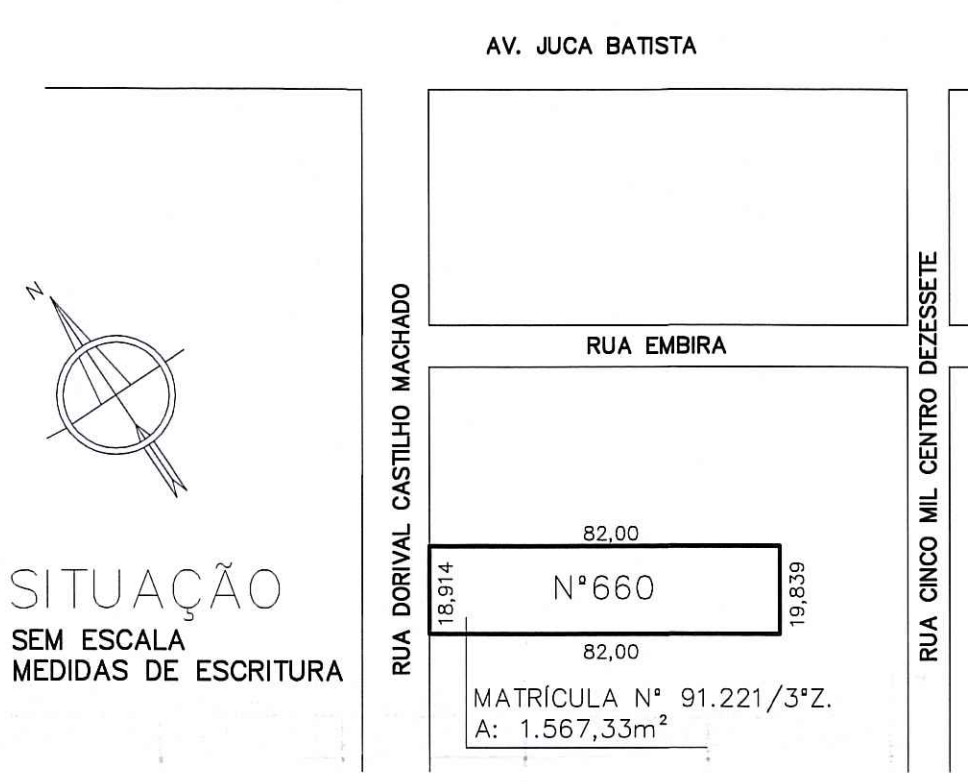 AV. JUCA BATISTA
RUA DORIVAL CASTILHO MACHADO
RUA EMBIRA
RUA CINCO MIL CENTRO DEZESSETE
N
82,00
18,914
N°660
19,839
82,00
SITUAÇÃO
SEM ESCALA
MEDIDAS DE ESCRITURA
MATRÍCULA N° 91.221/3°Z.
A: 1.567,33m²